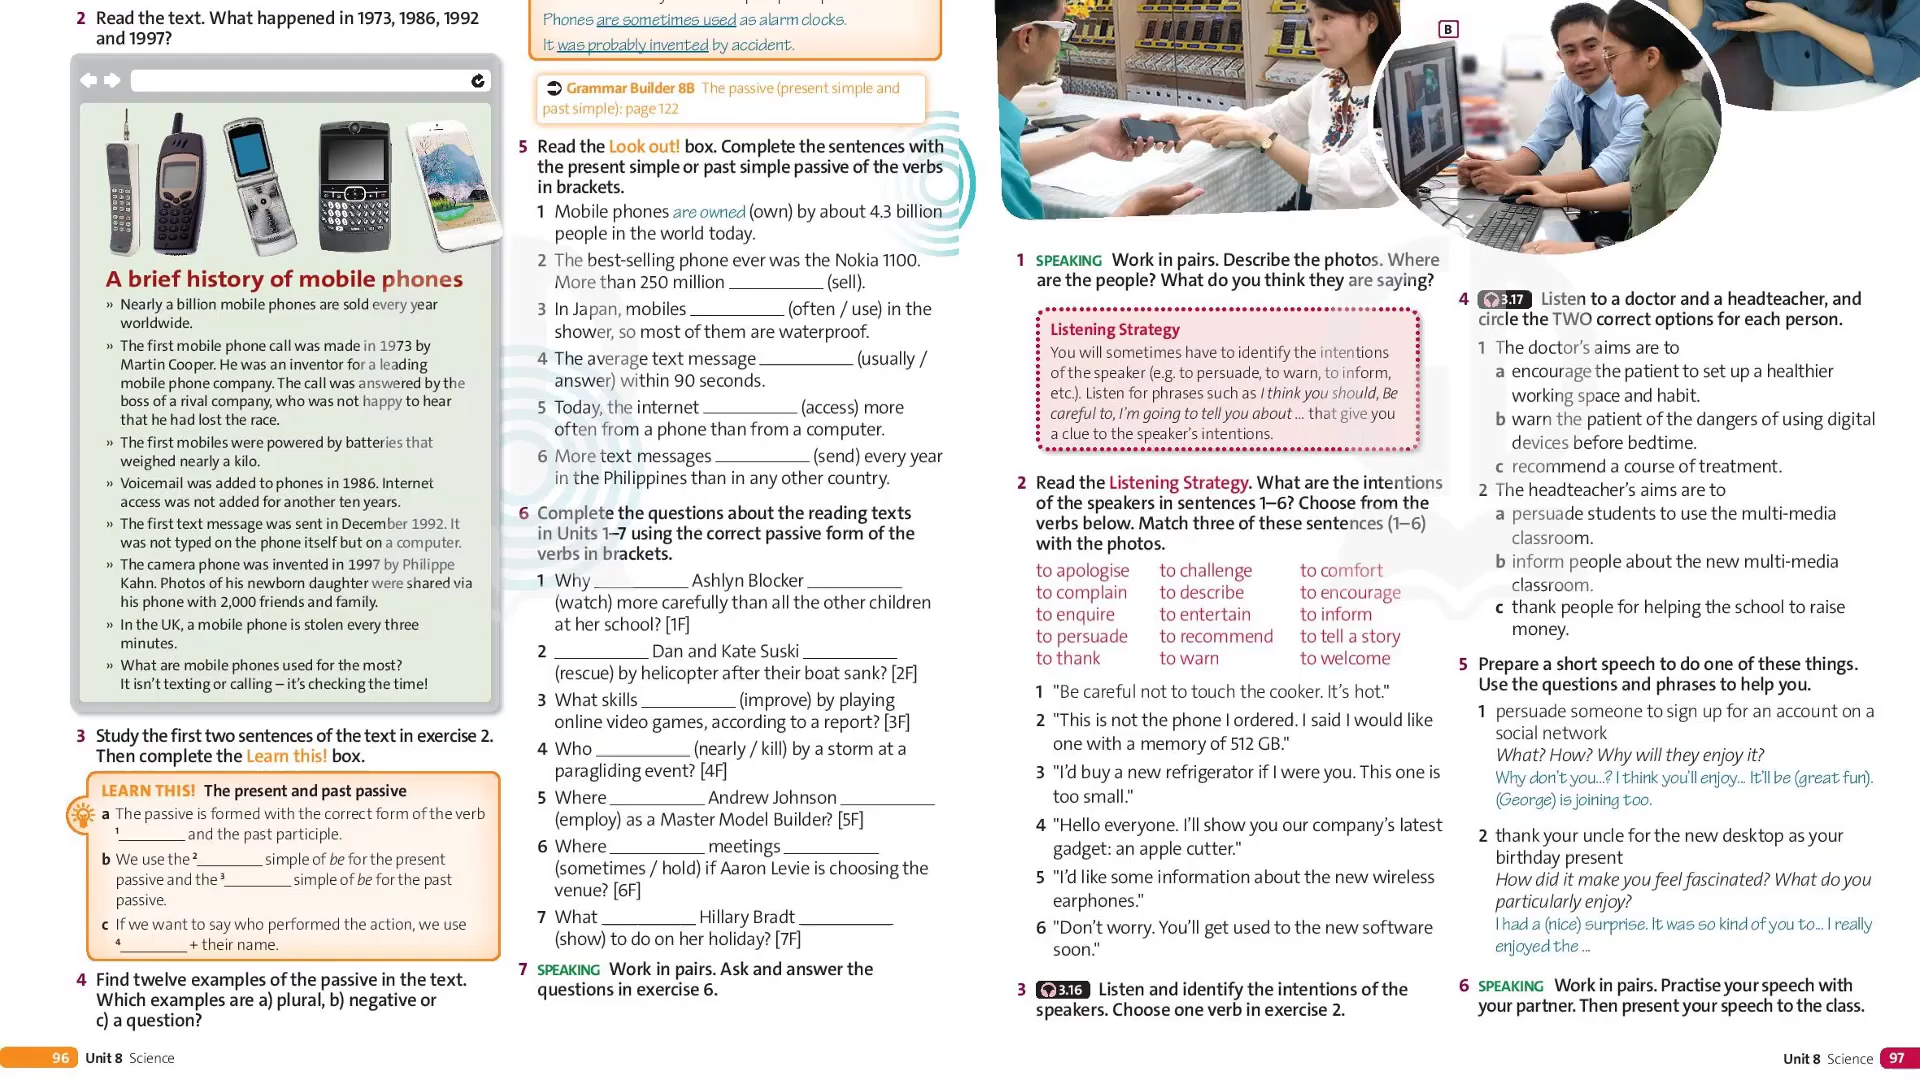 2 Read the text. What happened in 1973, 1986, 1992
and 1997?
A brief history of mobile phones
» Nearly a billion mobile phones are sold every year
worldwide.
» The first mobile phone call was made in 1973 by
Martin Cooper. He was an inventor for a leading
mobile phone company. The call was answered by the
boss of a rival company, who was not happy to hear
that he had lost the race.
» The first mobiles were powered by batteries that
weighed nearly a kilo.
» Voicemail was added to phones in 1986. Internet
access was not added for another ten years.
» The first text message was sent in December 1992. It
was not typed on the phone itself but on a computer.
» The camera phone was invented in 1997 by Philippe
Kahn. Photos of his newborn daughter were shared via
his phone with 2,000 friends and family.
» In the UK, a mobile phone is stolen every three
minutes.
» What are mobile phones used for the most?
It isn't texting or calling – it's checking the time!
3 Study the first two sentences of the text in exercise 2.
Then complete the Learn this! box.
LEARN THIS! The present and past passive
a The passive is formed with the correct form of the verb
1________ and the past participle.
b We use the 2________ simple of be for the present
passive and the 3________ simple of be for the past
passive.
c If we want to say who performed the action, we use
4________ + their name.
4 Find twelve examples of the passive in the text.
Which examples are a) plural, b) negative or
c) a question?
96 Unit 8 Science
Phones are sometimes used as alarm clocks.
It was probably invented by accident.
Grammar Builder 8B The passive (present simple and
past simple): page 122
5 Read the Look out! box. Complete the sentences with
the present simple or past simple passive of the verbs
in brackets.
1 Mobile phones are owned (own) by about 4.3 billion
people in the world today.
2 The best-selling phone ever was the Nokia 1100.
More than 250 million __________ (sell).
3 In Japan, mobiles __________ (often / use) in the
shower, so most of them are waterproof.
4 The average text message __________ (usually /
answer) within 90 seconds.
5 Today, the internet __________ (access) more
often from a phone than from a computer.
6 More text messages __________ (send) every year
in the Philippines than in any other country.
6 Complete the questions about the reading texts
in Units 1–7 using the correct passive form of the
verbs in brackets.
1 Why __________ Ashlyn Blocker __________
(watch) more carefully than all the other children
at her school? [1F]
2 __________ Dan and Kate Suski __________
(rescue) by helicopter after their boat sank? [2F]
3 What skills __________ (improve) by playing
online video games, according to a report? [3F]
4 Who __________ (nearly / kill) by a storm at a
paragliding event? [4F]
5 Where __________ Andrew Johnson __________
(employ) as a Master Model Builder? [5F]
6 Where __________ meetings __________
(sometimes / hold) if Aaron Levie is choosing the
venue? [6F]
7 What __________ Hillary Bradt __________
(show) to do on her holiday? [7F]
7 SPEAKING Work in pairs. Ask and answer the
questions in exercise 6.
B
1 SPEAKING Work in pairs. Describe the photos. Where
are the people? What do you think they are saying?
Listening Strategy
You will sometimes have to identify the intentions
of the speaker (e.g. to persuade, to warn, to inform,
etc.). Listen for phrases such as I think you should, Be
careful to, I'm going to tell you about ... that give you
a clue to the speaker's intentions.
2 Read the Listening Strategy. What are the intentions
of the speakers in sentences 1–6? Choose from the
verbs below. Match three of these sentences (1–6)
with the photos.
to apologise to challenge to comfort
to complain to describe to encourage
to enquire to entertain to inform
to persuade to recommend to tell a story
to thank to warn to welcome
1 "Be careful not to touch the cooker. It's hot."
2 "This is not the phone I ordered. I said I would like
one with a memory of 512 GB."
3 "I'd buy a new refrigerator if I were you. This one is
too small."
4 "Hello everyone. I'll show you our company's latest
gadget: an apple cutter."
5 "I'd like some information about the new wireless
earphones."
6 "Don't worry. You'll get used to the new software
soon."
3 3.16 Listen and identify the intentions of the
speakers. Choose one verb in exercise 2.
4 3.17 Listen to a doctor and a headteacher, and
circle the TWO correct options for each person.
1 The doctor's aims are to
a encourage the patient to set up a healthier
working space and habit.
b warn the patient of the dangers of using digital
devices before bedtime.
c recommend a course of treatment.
2 The headteacher's aims are to
a persuade students to use the multi-media
classroom.
b inform people about the new multi-media
classroom.
c thank people for helping the school to raise
money.
5 Prepare a short speech to do one of these things.
Use the questions and phrases to help you.
1 persuade someone to sign up for an account on a
social network
What? How? Why will they enjoy it?
Why don't you...? I think you'll enjoy... It'll be (great fun).
(George) is joining too.
2 thank your uncle for the new desktop as your
birthday present
How did it make you feel fascinated? What do you
particularly enjoy?
I had a (nice) surprise. It was so kind of you to... I really
enjoyed the ...
6 SPEAKING Work in pairs. Practise your speech with
your partner. Then present your speech to the class.
Unit 8 Science 97